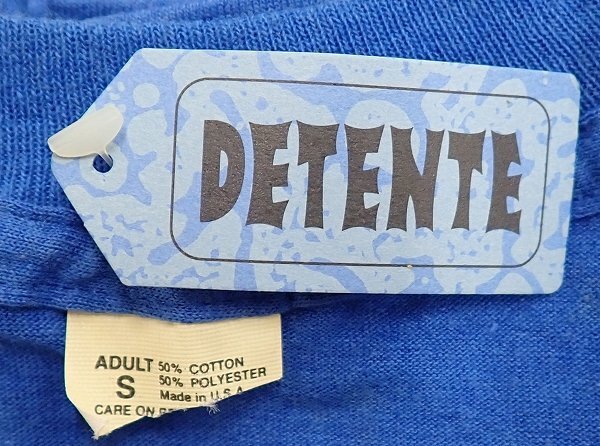 DETENTE
ADULT 50% COTTON
S 50% POLYESTER
Made in U.S.A.
CARE ON